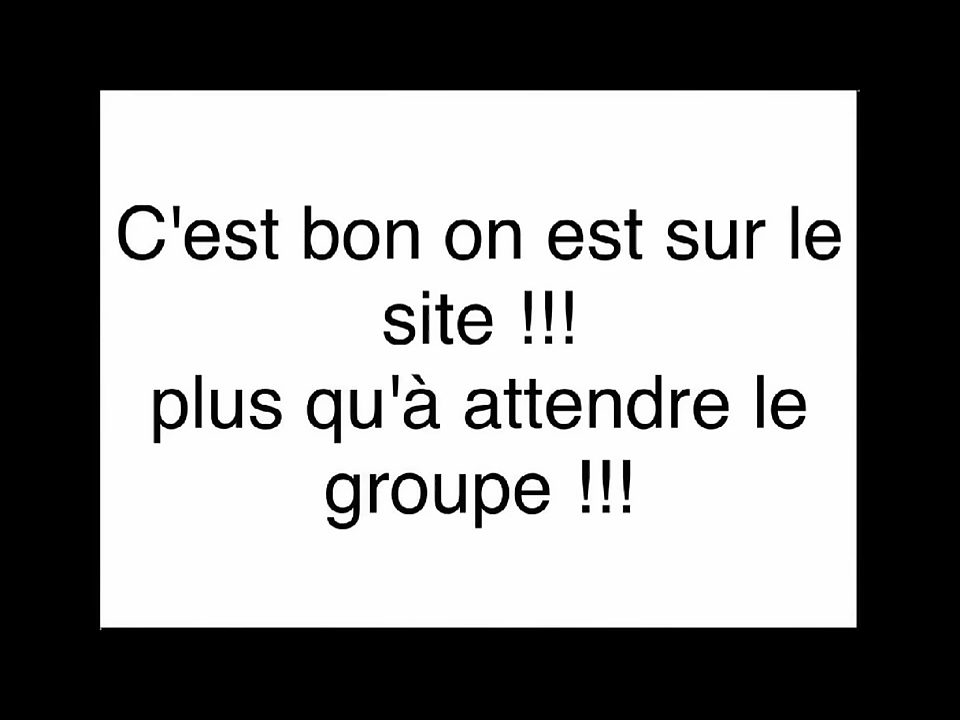 C'est bon on est sur le
site !!!
plus qu'à attendre le
groupe !!!